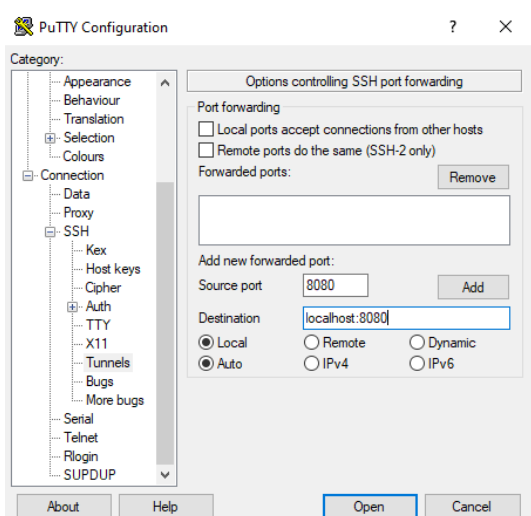 PuTTY Configuration ? ×
Category:
Appearance
Behaviour
Translation
Selection
Colours
Connection
Data
Proxy
SSH
Kex
Host keys
Cipher
Auth
TTY
X11
Tunnels
Bugs
More bugs
Serial
Telnet
Rlogin
SUPDUP
Options controlling SSH port forwarding
Port forwarding
Local ports accept connections from other hosts
Remote ports do the same (SSH-2 only)
Forwarded ports: Remove
Add new forwarded port:
Source port 8080 Add
Destination localhost:8080
Local Remote Dynamic
Auto IPv4 IPv6
About Help Open Cancel